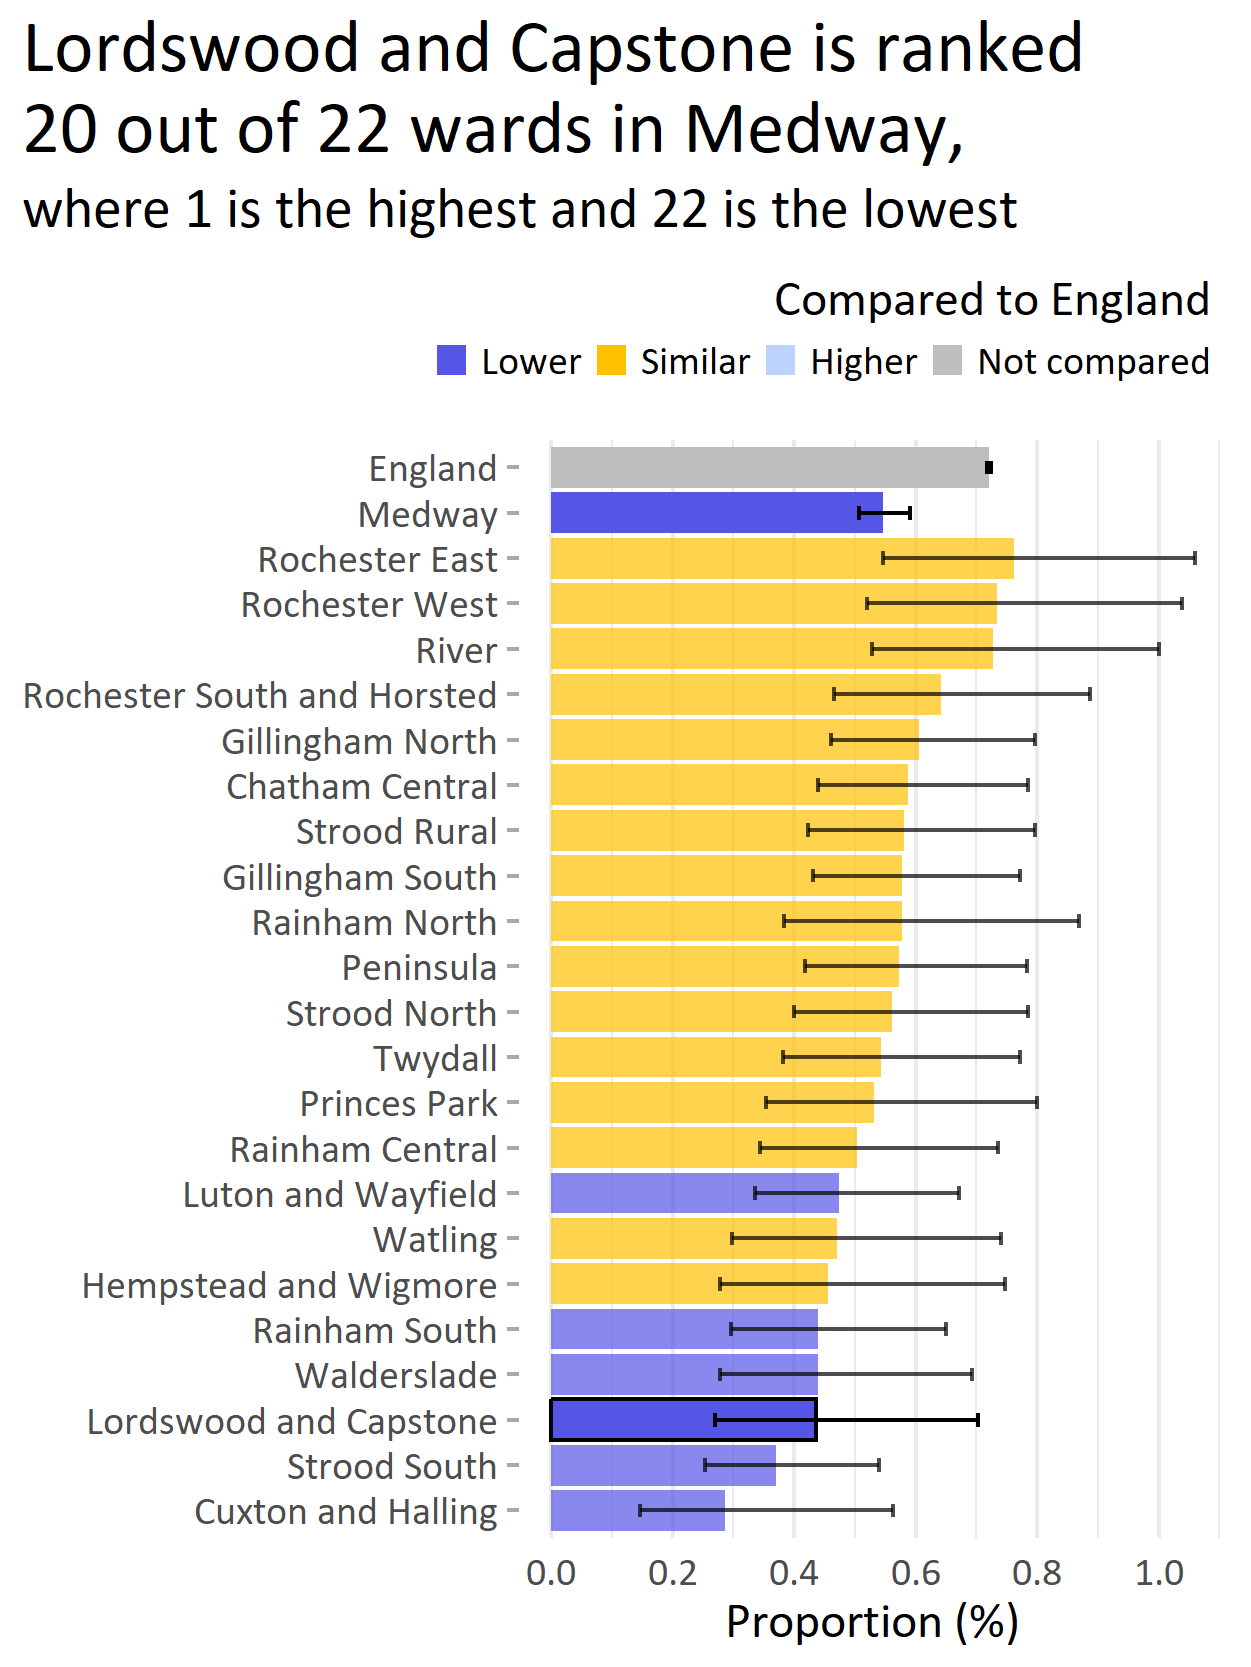 Lordswood and Capstone is ranked
20 out of 22 wards in Medway,
where 1 is the highest and 22 is the lowest
Compared to England
Lower Similar Higher Not compared
England
Medway
Rochester East
Rochester West
River
Rochester South and Horsted
Gillingham North
Chatham Central
Strood Rural
Gillingham South
Rainham North
Peninsula
Strood North
Twydall
Princes Park
Rainham Central
Luton and Wayfield
Watling
Hempstead and Wigmore
Rainham South
Walderslade
Lordswood and Capstone
Strood South
Cuxton and Halling
0.0 0.2 0.4 0.6 0.8 1.0
Proportion (%)